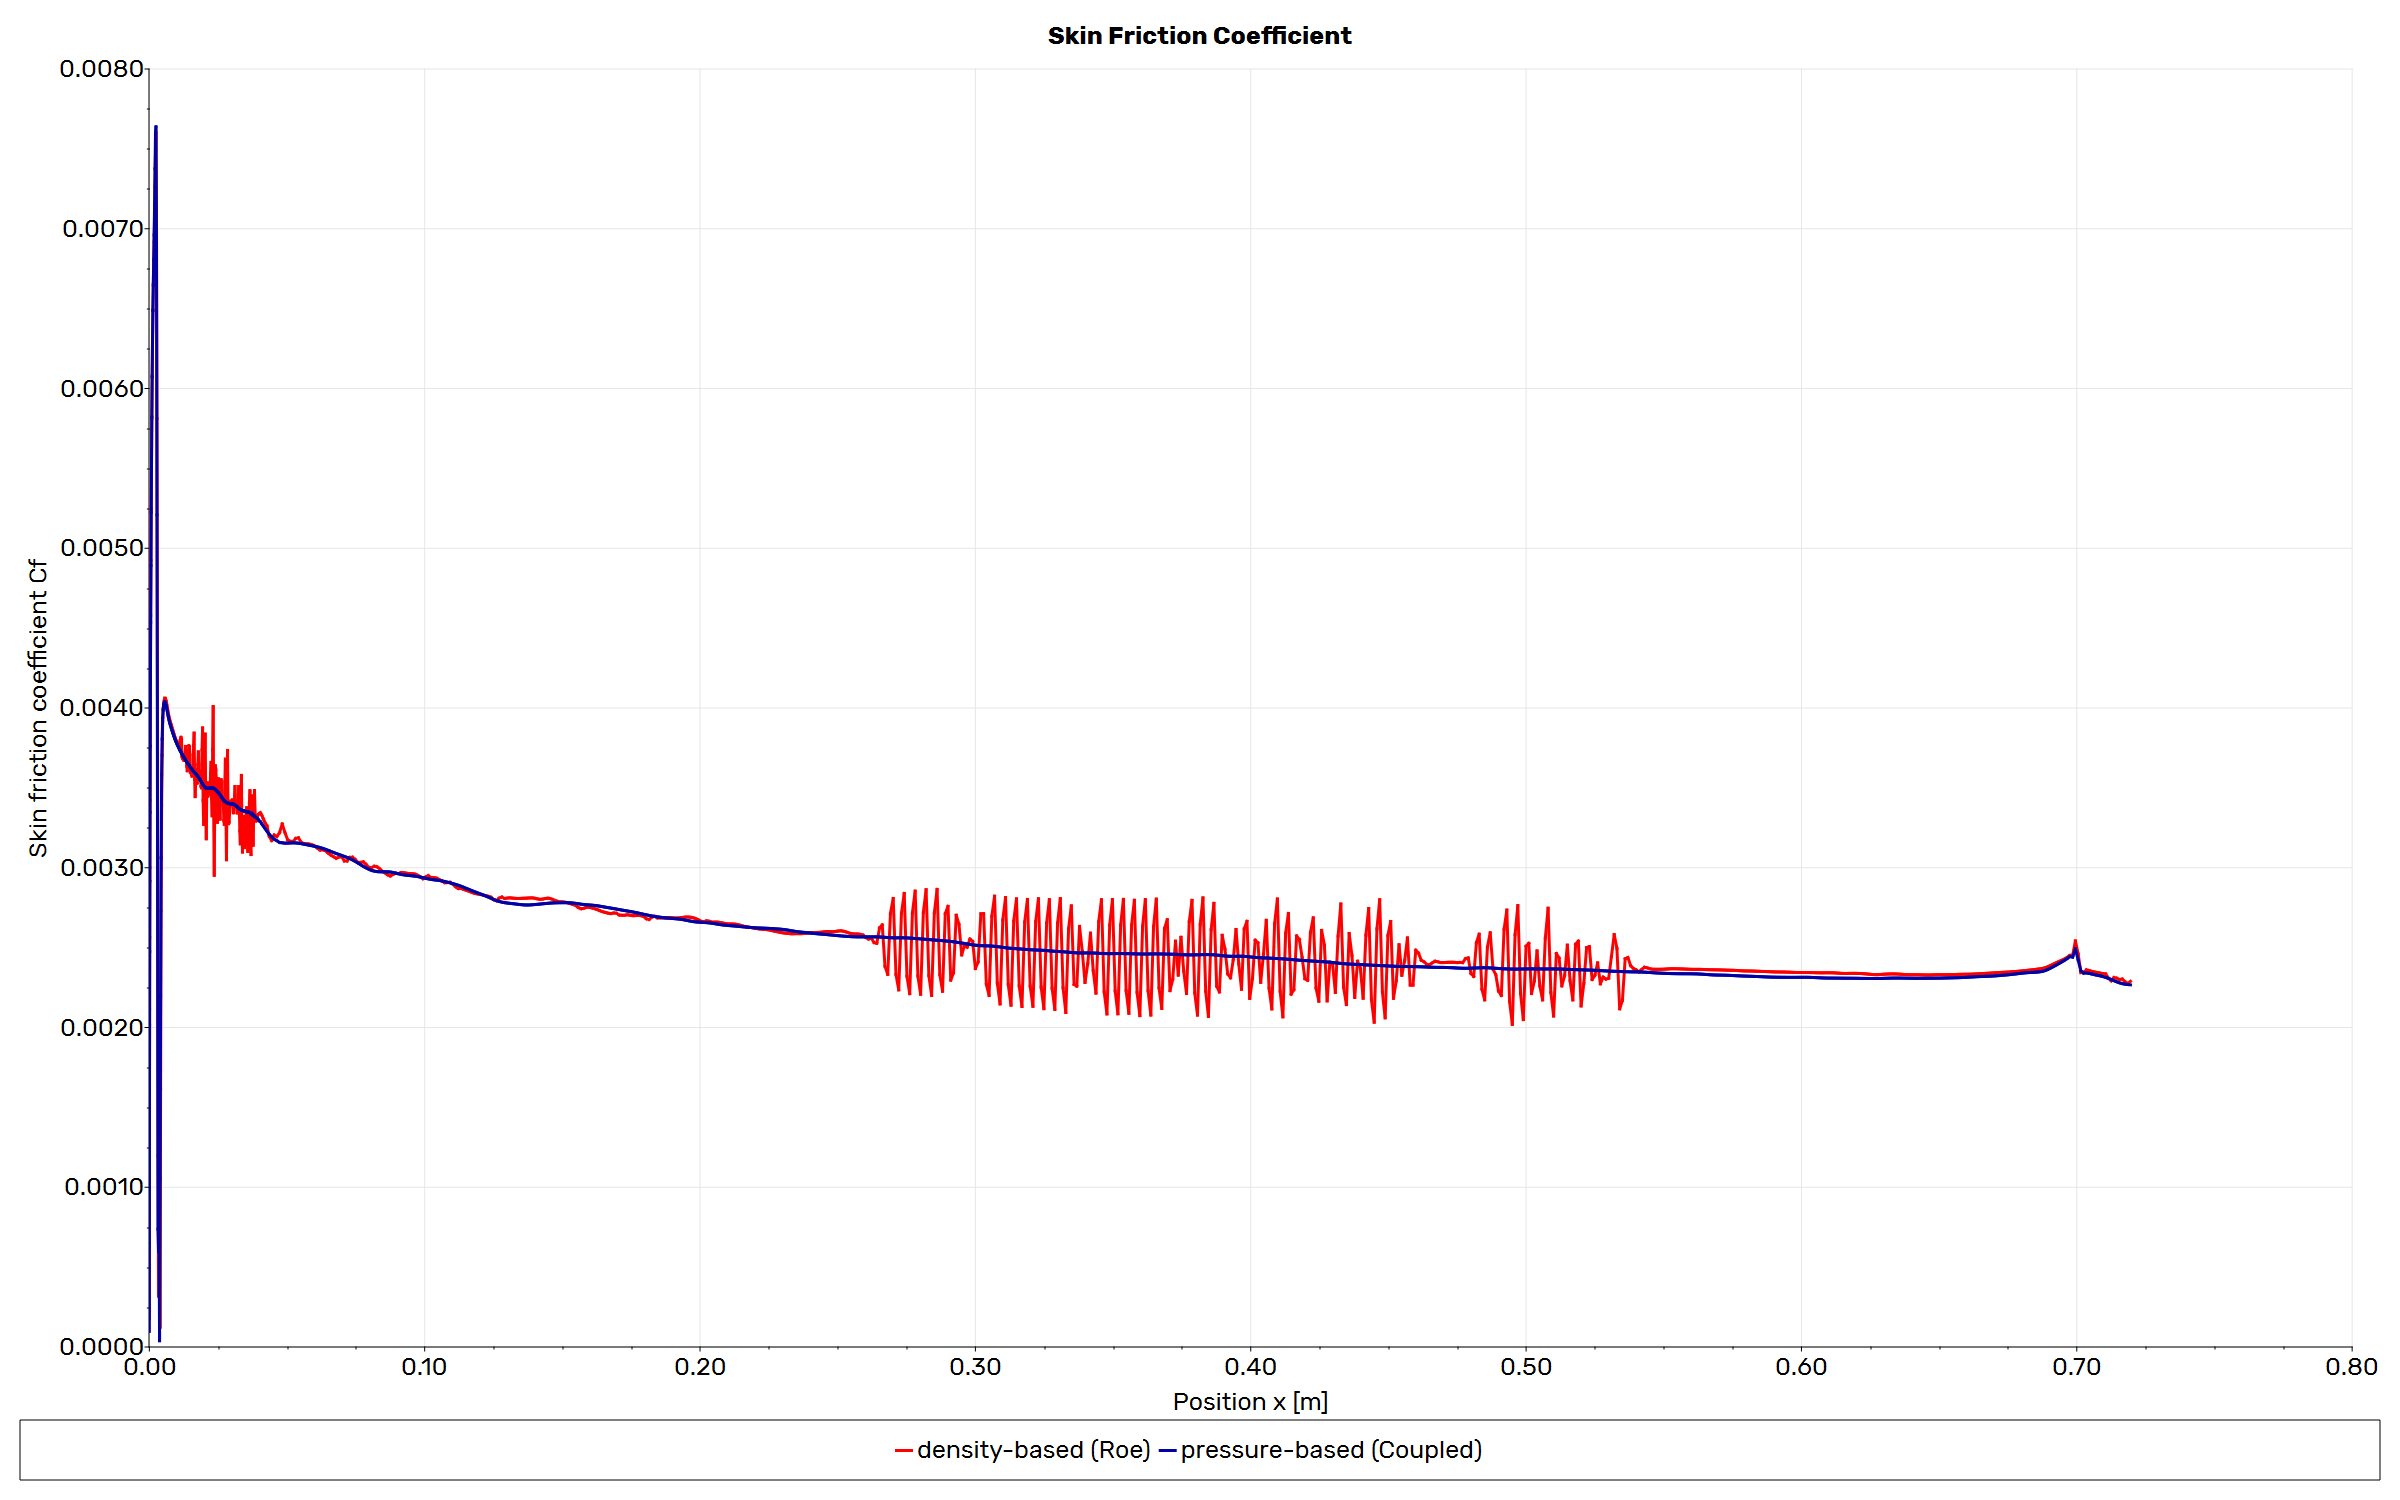 Skin Friction Coefficient
0.0080
0.0070
0.0060
0.0050
0.0040
0.0030
0.0020
0.0010
0.0000
Skin friction coefficient Cf
0.00 0.10 0.20 0.30 0.40 0.50 0.60 0.70 0.80
Position x [m]
density-based (Roe) pressure-based (Coupled)